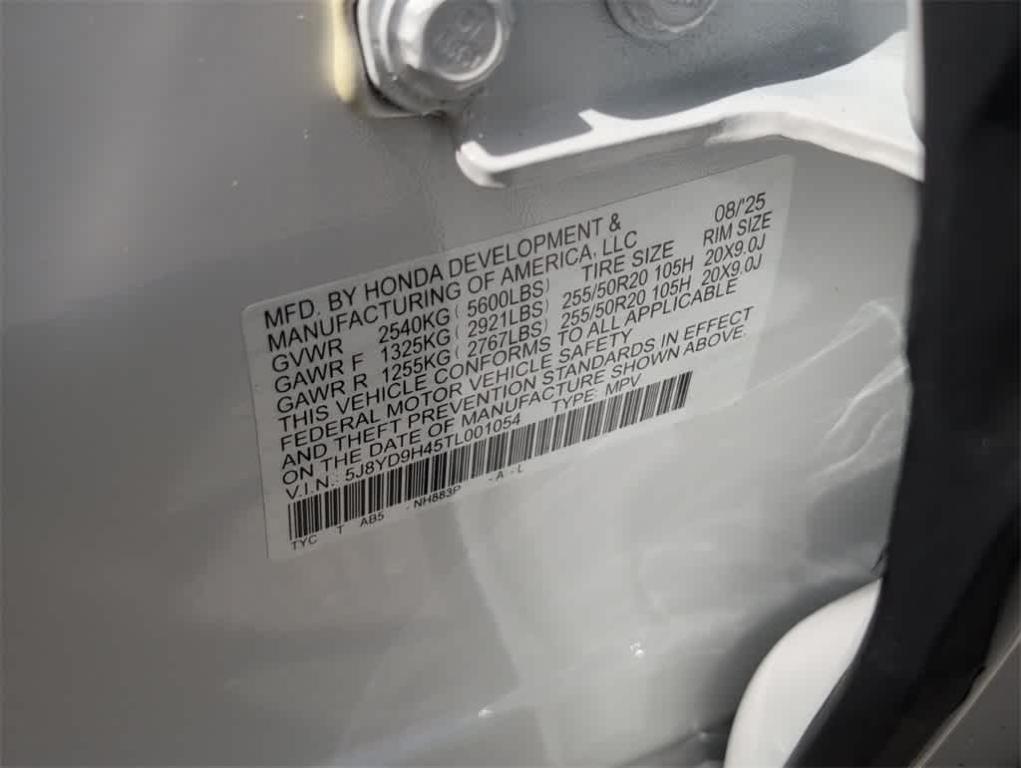 MFD. BY HONDA DEVELOPMENT & 08/'25
MANUFACTURING OF AMERICA, LLC
TIRE SIZE RIM SIZE
GVWR 2540KG (5600LBS)
GAWR F 1325KG (2921LBS) 255/50R20 105H 20X9.0J
GAWR R 1255KG (2767LBS) 255/50R20 105H 20X9.0J
THIS VEHICLE CONFORMS TO ALL APPLICABLE
FEDERAL MOTOR VEHICLE SAFETY
AND THEFT PREVENTION STANDARDS IN EFFECT
ON THE DATE OF MANUFACTURE SHOWN ABOVE.
V.I.N.: 5J8YD9H45TL001054 TYPE: MPV
TYC T AB5 - NH883P - A - L